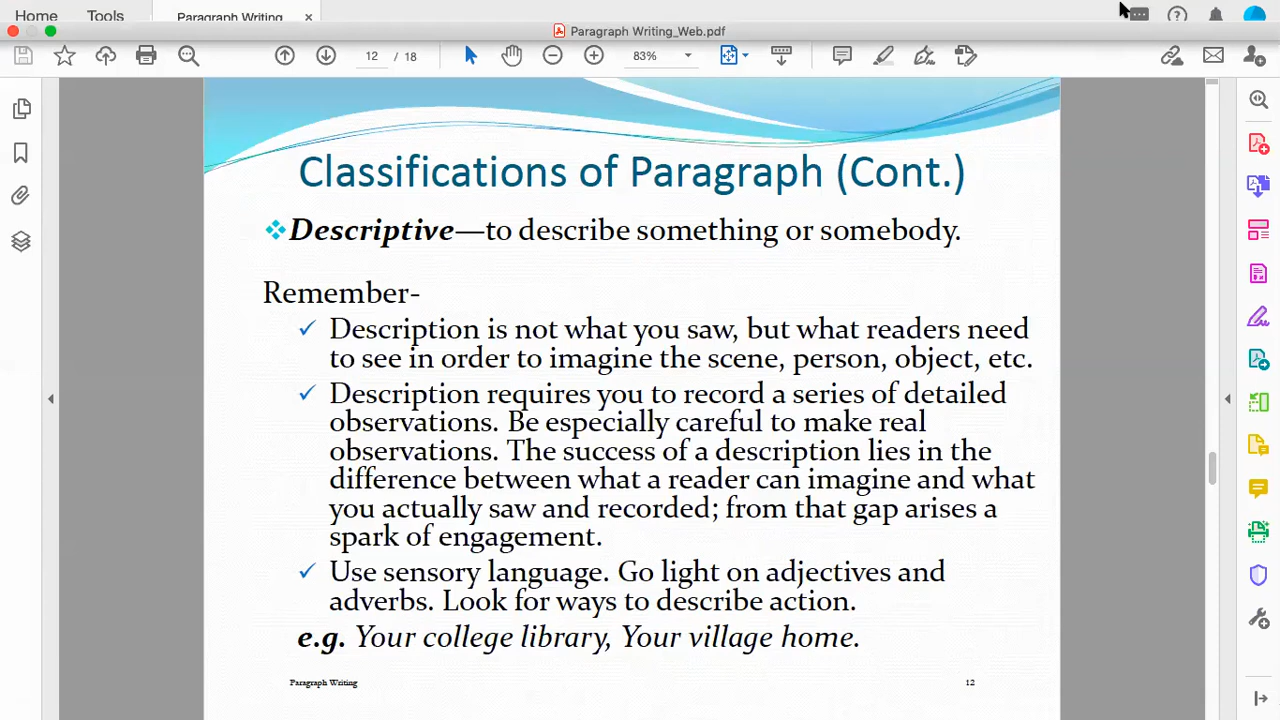 Home Tools Paragraph Writing ×
Paragraph Writing_Web.pdf
12 / 18 83%
Classifications of Paragraph (Cont.)
Descriptive—to describe something or somebody.
Remember-
✓ Description is not what you saw, but what readers need
to see in order to imagine the scene, person, object, etc.
✓ Description requires you to record a series of detailed
observations. Be especially careful to make real
observations. The success of a description lies in the
difference between what a reader can imagine and what
you actually saw and recorded; from that gap arises a
spark of engagement.
✓ Use sensory language. Go light on adjectives and
adverbs. Look for ways to describe action.
e.g. Your college library, Your village home.
Paragraph Writing 12